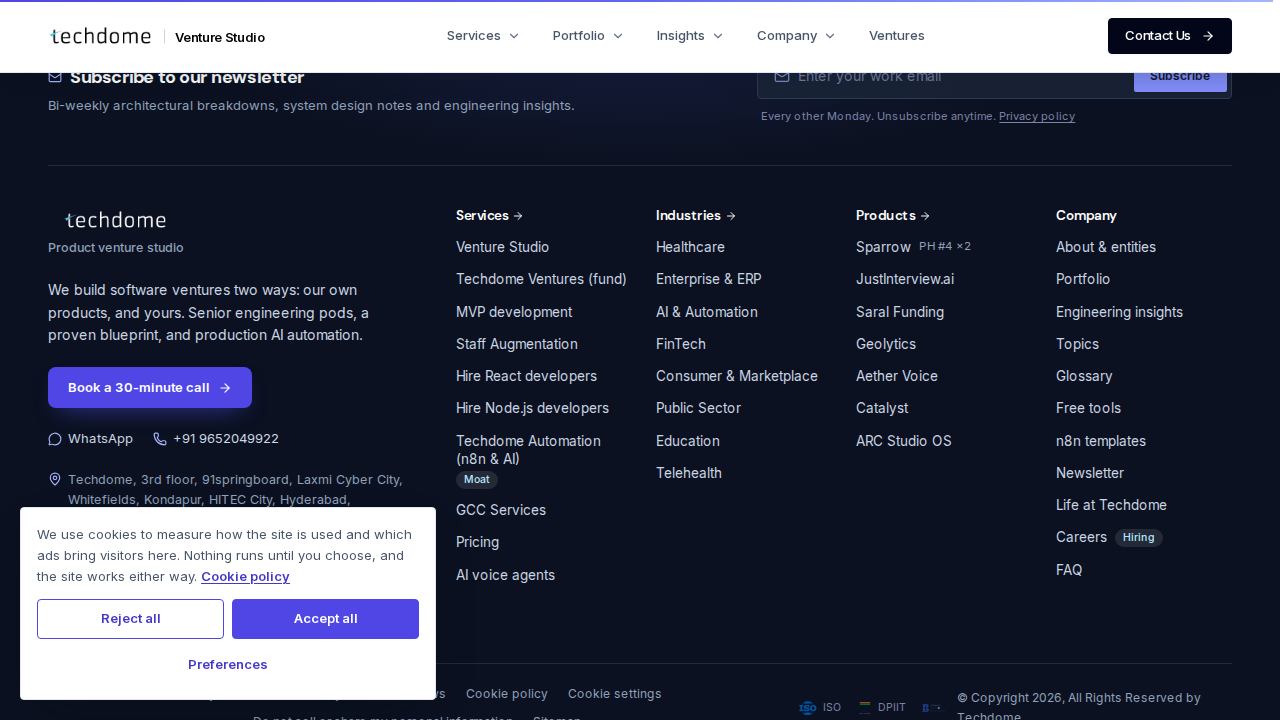 techdome Venture Studio
Services
Portfolio
Insights
Company
Ventures
Contact Us
Subscribe to our newsletter
Bi-weekly architectural breakdowns, system design notes and engineering insights.
Enter your work email
Subscribe
Every other Monday. Unsubscribe anytime. Privacy policy
techdome
Product venture studio
We build software ventures two ways: our own
products, and yours. Senior engineering pods, a
proven blueprint, and production AI automation.
Book a 30-minute call
WhatsApp
+91 9652049922
Techdome, 3rd floor, 91springboard, Laxmi Cyber City,
Whitefields, Kondapur, HITEC City, Hyderabad,
Services
Venture Studio
Techdome Ventures (fund)
MVP development
Staff Augmentation
Hire React developers
Hire Node.js developers
Techdome Automation
(n8n & AI)
Moat
GCC Services
Pricing
AI voice agents
Industries
Healthcare
Enterprise & ERP
AI & Automation
FinTech
Consumer & Marketplace
Public Sector
Education
Telehealth
Products
Sparrow PH #4 ×2
JustInterview.ai
Saral Funding
Geolytics
Aether Voice
Catalyst
ARC Studio OS
Company
About & entities
Portfolio
Engineering insights
Topics
Glossary
Free tools
n8n templates
Newsletter
Life at Techdome
Careers Hiring
FAQ
We use cookies to measure how the site is used and which
ads bring visitors here. Nothing runs until you choose, and
the site works either way. Cookie policy
Reject all
Accept all
Preferences
Cookie policy
Cookie settings
ISO
ISO
DPIIT
© Copyright 2026, All Rights Reserved by
Techdome